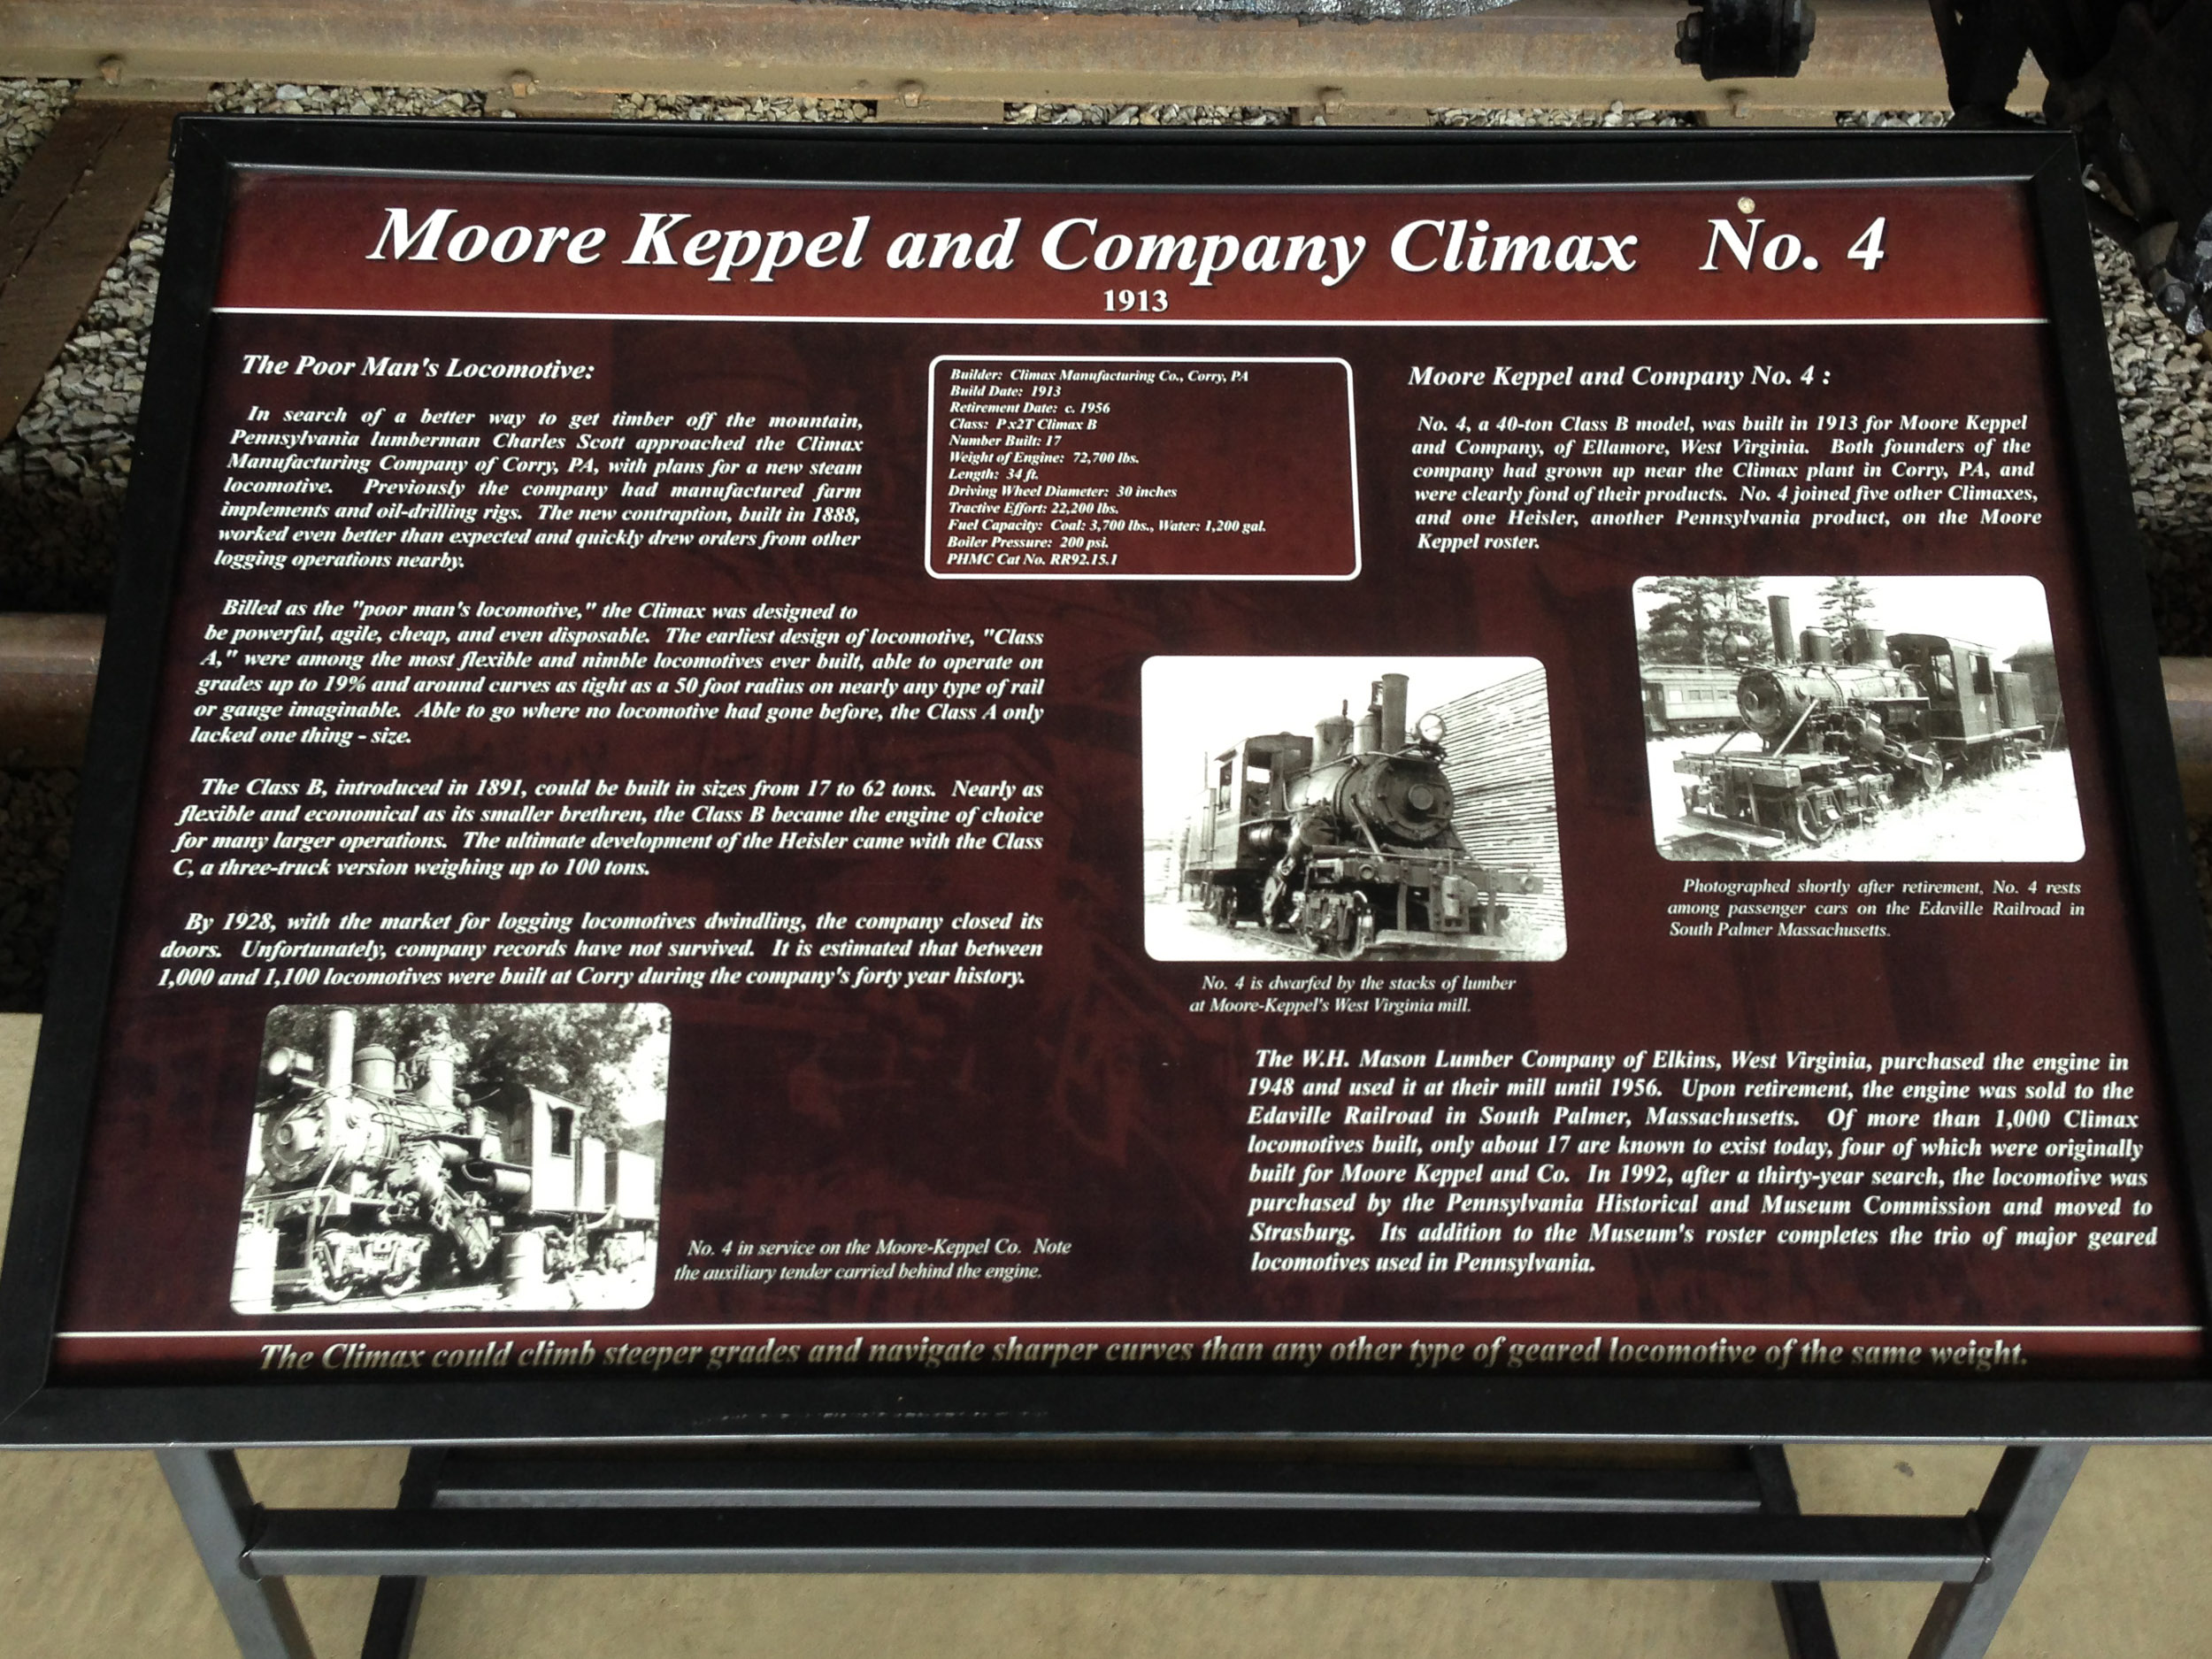 Moore Keppel and Company Climax No. 4
1913
The Poor Man's Locomotive:
In search of a better way to get timber off the mountain,
Pennsylvania lumberman Charles Scott approached the Climax
Manufacturing Company of Corry, PA, with plans for a new steam
locomotive. Previously the company had manufactured farm
implements and oil-drilling rigs. The new contraption, built in 1888,
worked even better than expected and quickly drew orders from other
logging operations nearby.
Billed as the "poor man's locomotive," the Climax was designed to
be powerful, agile, cheap, and even disposable. The earliest design of locomotive, "Class
A," were among the most flexible and nimble locomotives ever built, able to operate on
grades up to 19% and around curves as tight as a 50 foot radius on nearly any type of rail
or gauge imaginable. Able to go where no locomotive had gone before, the Class A only
lacked one thing - size.
The Class B, introduced in 1891, could be built in sizes from 17 to 62 tons. Nearly as
flexible and economical as its smaller brethren, the Class B became the engine of choice
for many larger operations. The ultimate development of the Heisler came with the Class
C, a three-truck version weighing up to 100 tons.
By 1928, with the market for logging locomotives dwindling, the company closed its
doors. Unfortunately, company records have not survived. It is estimated that between
1,000 and 1,100 locomotives were built at Corry during the company's forty year history.
No. 4 in service on the Moore-Keppel Co. Note
the auxiliary tender carried behind the engine.
Builder: Climax Manufacturing Co., Corry, PA
Build Date: 1913
Retirement Date: c. 1956
Class: P x2T Climax B
Number Built: 17
Weight of Engine: 72,700 lbs.
Length: 34 ft.
Driving Wheel Diameter: 30 inches
Tractive Effort: 22,200 lbs.
Fuel Capacity: Coal: 3,700 lbs., Water: 1,200 gal.
Boiler Pressure: 200 psi.
PHMC Cat No. RR92.15.1
No. 4 is dwarfed by the stacks of lumber
at Moore-Keppel's West Virginia mill.
Moore Keppel and Company No. 4 :
No. 4, a 40-ton Class B model, was built in 1913 for Moore Keppel
and Company, of Ellamore, West Virginia. Both founders of the
company had grown up near the Climax plant in Corry, PA, and
were clearly fond of their products. No. 4 joined five other Climaxes,
and one Heisler, another Pennsylvania product, on the Moore
Keppel roster.
4
Photographed shortly after retirement, No. 4 rests
among passenger cars on the Edaville Railroad in
South Palmer Massachusetts.
The W.H. Mason Lumber Company of Elkins, West Virginia, purchased the engine in
1948 and used it at their mill until 1956. Upon retirement, the engine was sold to the
Edaville Railroad in South Palmer, Massachusetts. Of more than 1,000 Climax
locomotives built, only about 17 are known to exist today, four of which were originally
built for Moore Keppel and Co. In 1992, after a thirty-year search, the locomotive was
purchased by the Pennsylvania Historical and Museum Commission and moved to
Strasburg. Its addition to the Museum's roster completes the trio of major geared
locomotives used in Pennsylvania.
The Climax could climb steeper grades and navigate sharper curves than any other type of geared locomotive of the same weight.